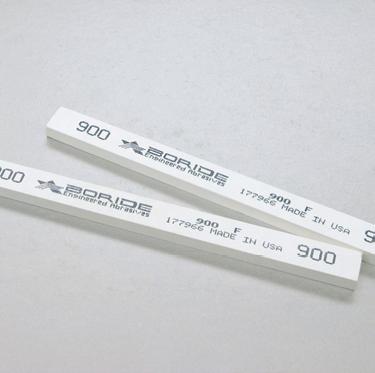 900 BORIDE 900 F
Engineered Abrasives 177966 MADE IN USA
900 BORIDE 900 F 900
Engineered Abrasives 177966 MADE IN USA